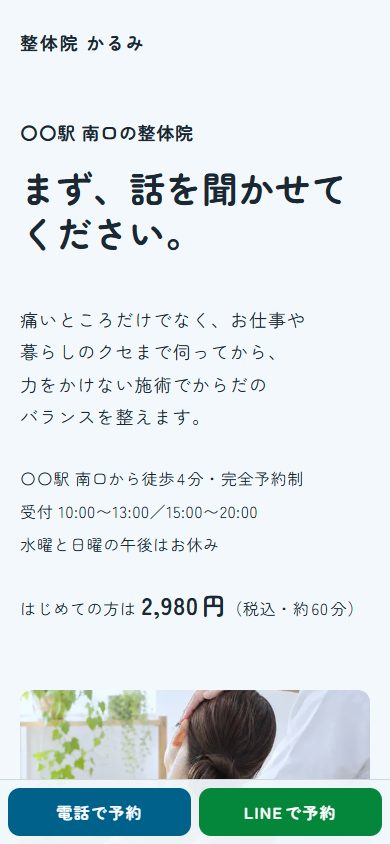 整体院 かるみ
〇〇駅 南口の整体院
まず、話を聞かせて
ください。
痛いところだけでなく、お仕事や
暮らしのクセまで伺ってから、
力をかけない施術でからだの
バランスを整えます。
〇〇駅 南口から徒歩4分・完全予約制
受付 10:00〜13:00／15:00〜20:00
水曜と日曜の午後はお休み
はじめての方は 2,980円（税込・約60分）
電話で予約
LINEで予約